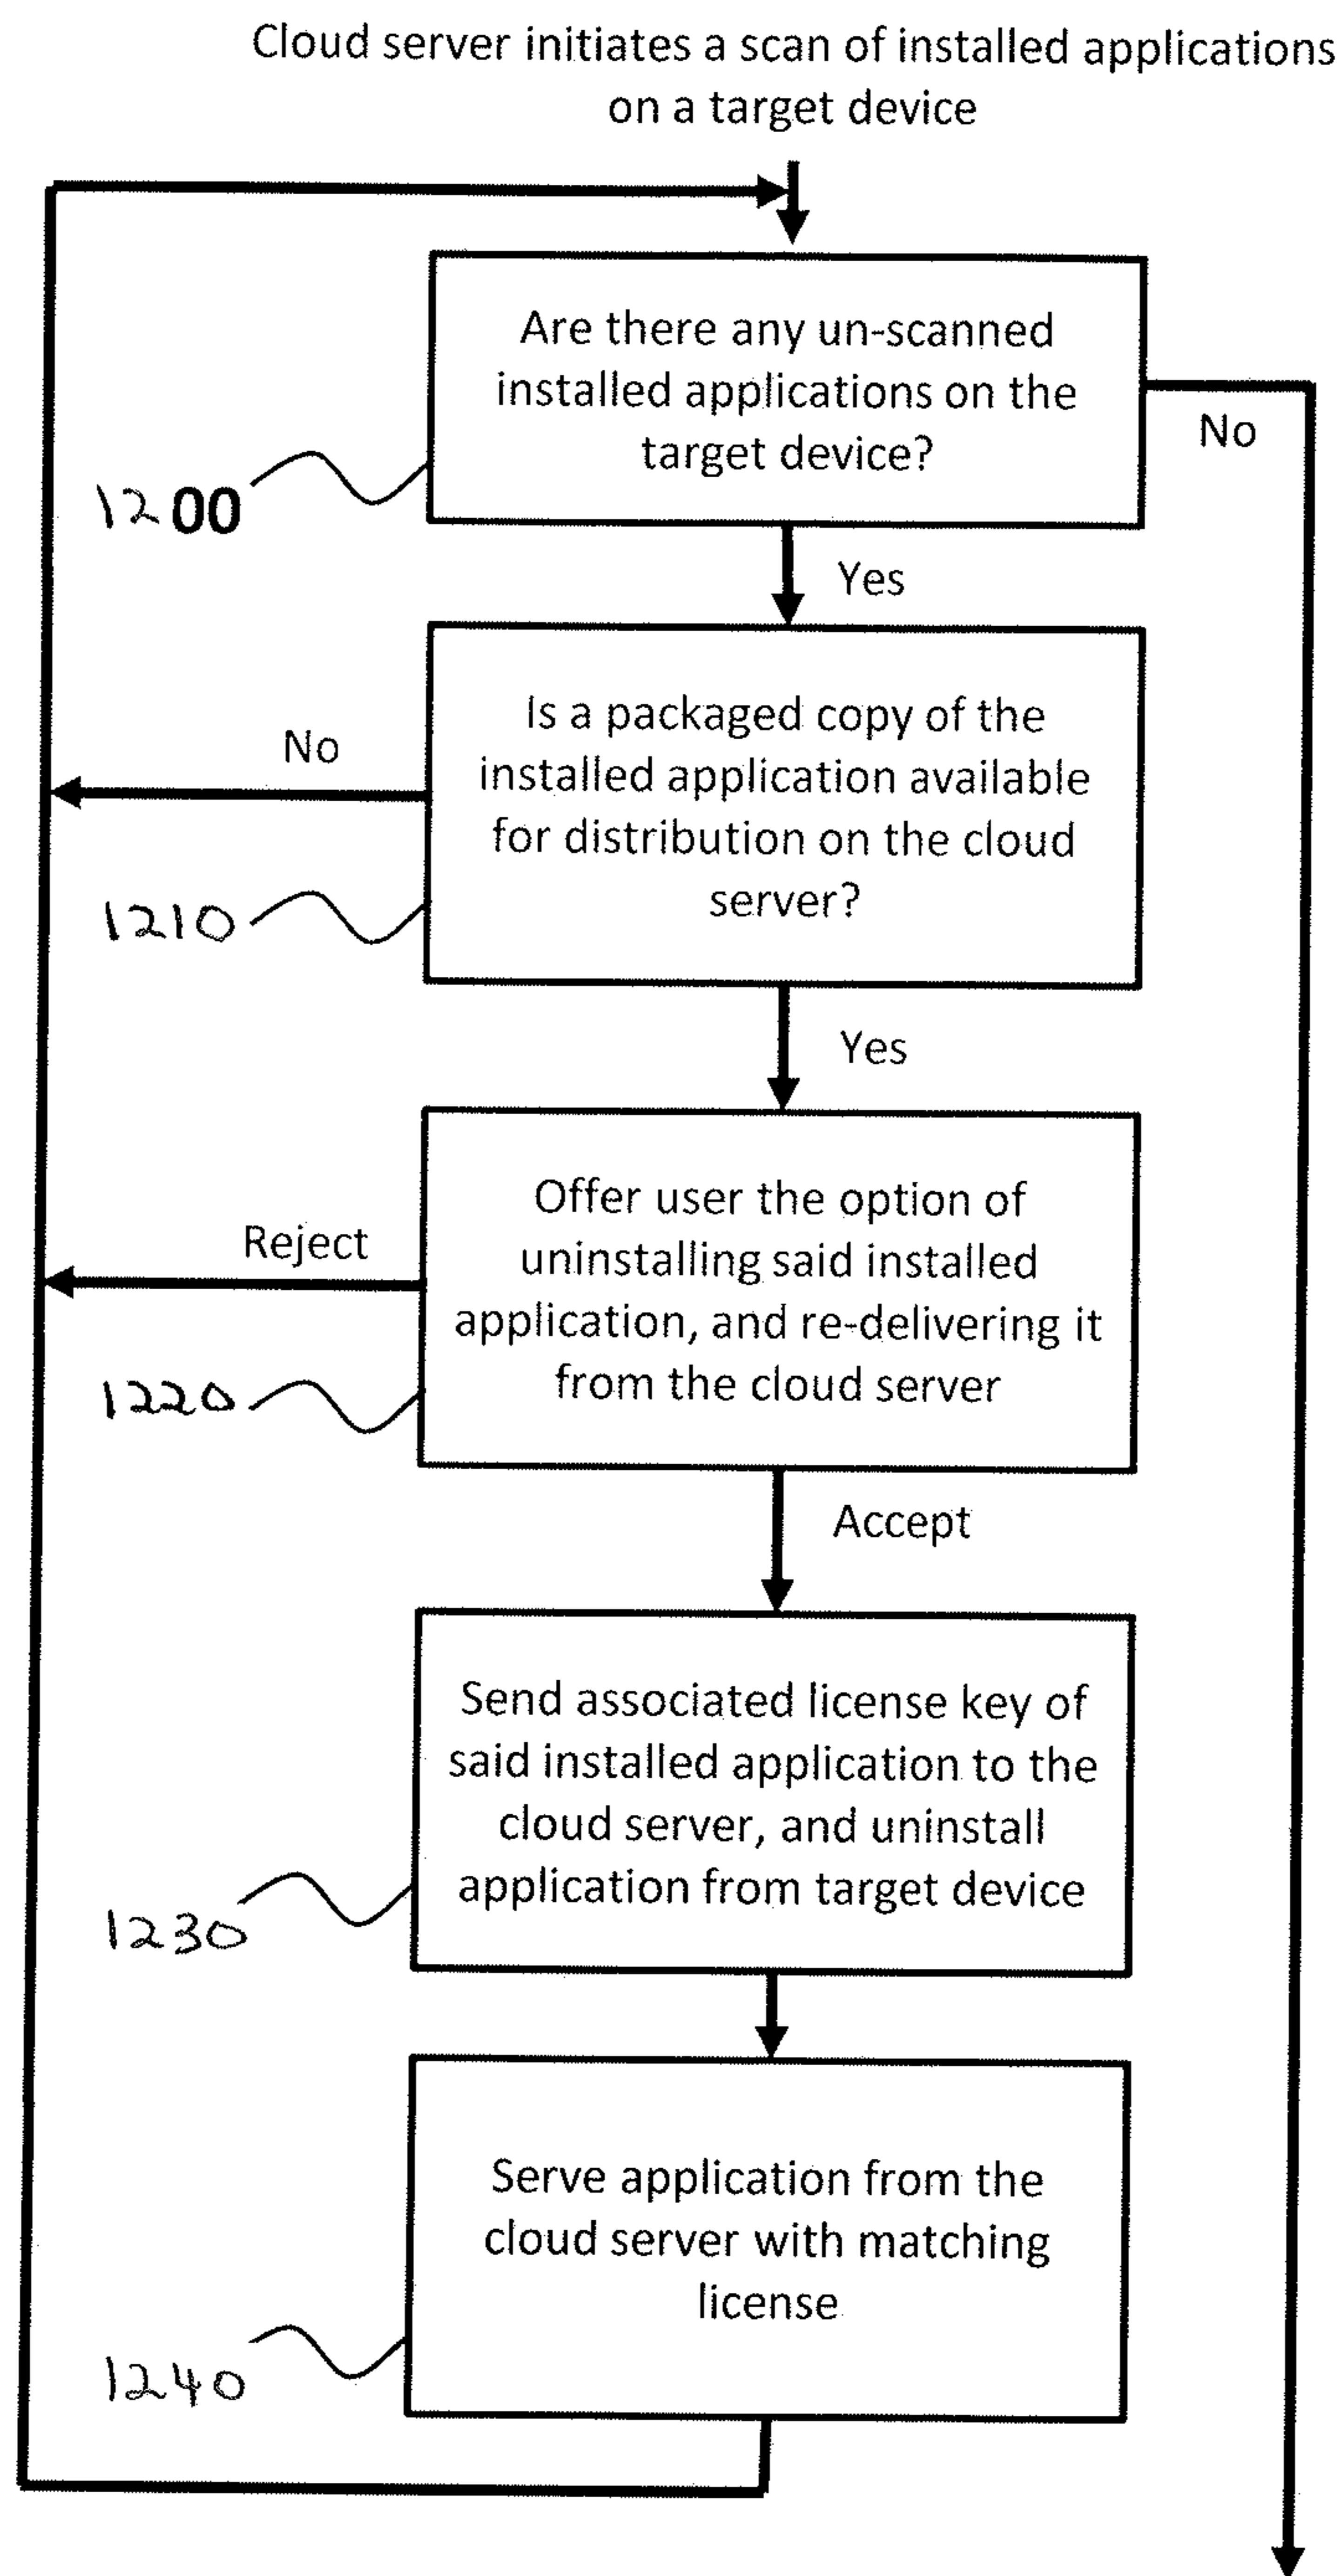 Cloud server initiates a scan of installed applications
on a target device
Are there any un-scanned
installed applications on the
target device?
No
1200
Yes
Is a packaged copy of the
installed application available
for distribution on the cloud
server?
No
1210
Yes
Offer user the option of
uninstalling said installed
application, and re-delivering it
from the cloud server
Reject
1220
Accept
Send associated license key of
said installed application to the
cloud server, and uninstall
application from target device
1230
Serve application from the
cloud server with matching
license
1240